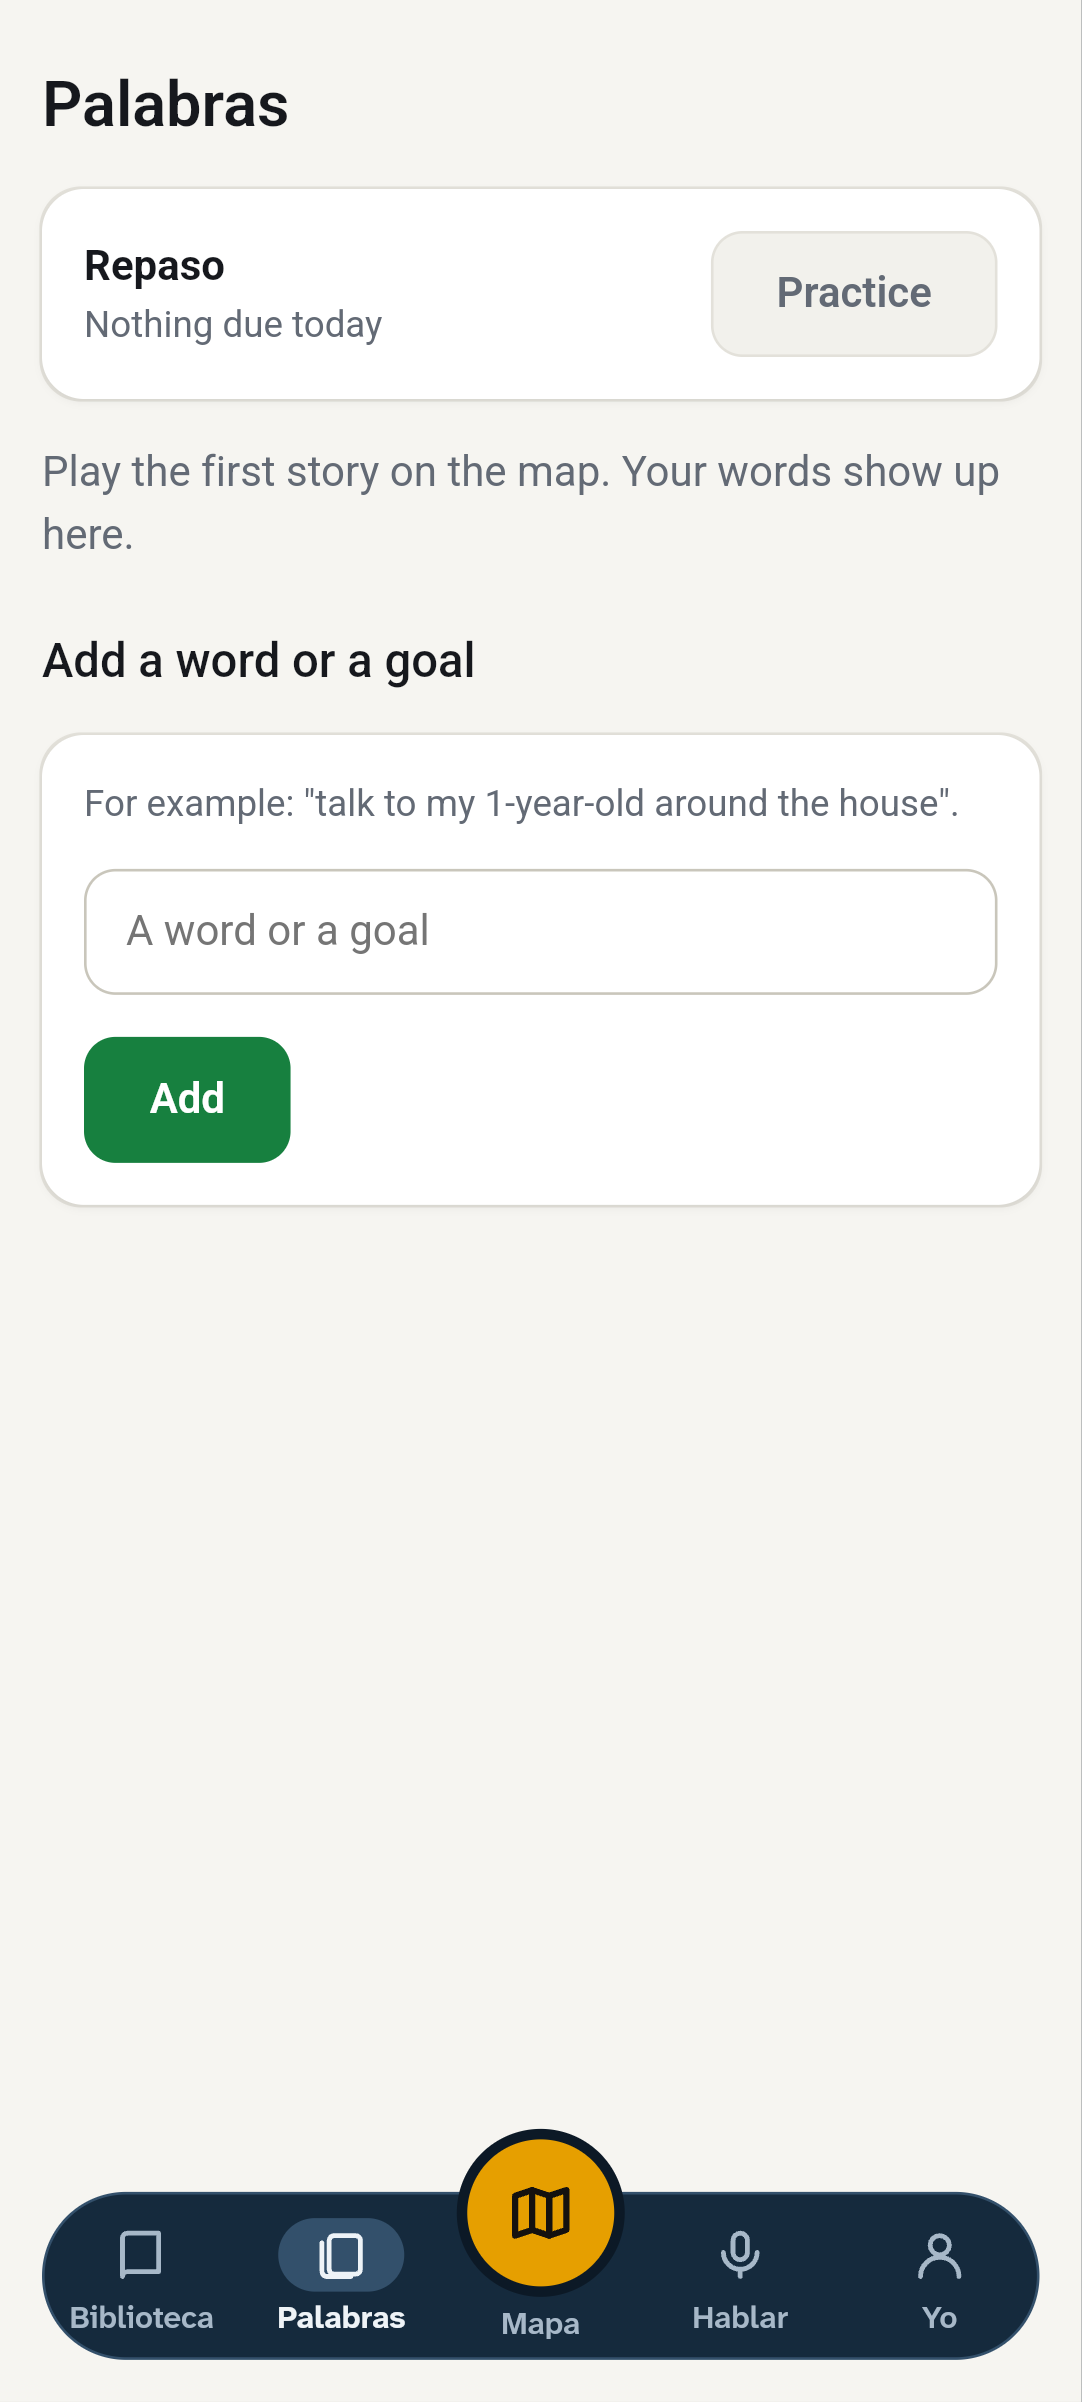 Palabras
Repaso
Nothing due today
Practice
Play the first story on the map. Your words show up
here.
Add a word or a goal
For example: "talk to my 1-year-old around the house".
A word or a goal
Add
Biblioteca
Palabras
Mapa
Hablar
Yo